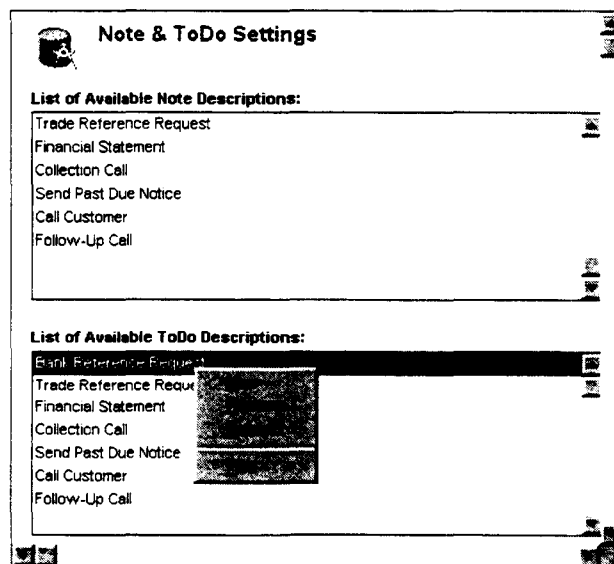 Note & ToDo Settings
List of Available Note Descriptions:
Trade Reference Request
Financial Statement
Collection Call
Send Past Due Notice
Call Customer
Follow-Up Call
List of Available ToDo Descriptions:
Bank Reference Request
Trade Reference Reque
Financial Statement
Collection Call
Send Past Due Notice
Call Customer
Follow-Up Call